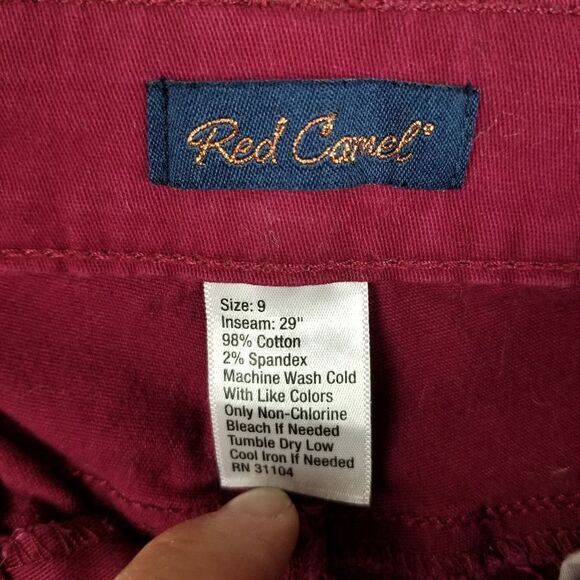 Red Camel®
Size: 9
Inseam: 29"
98% Cotton
2% Spandex
Machine Wash Cold
With Like Colors
Only Non-Chlorine
Bleach If Needed
Tumble Dry Low
Cool Iron If Needed
RN 31104